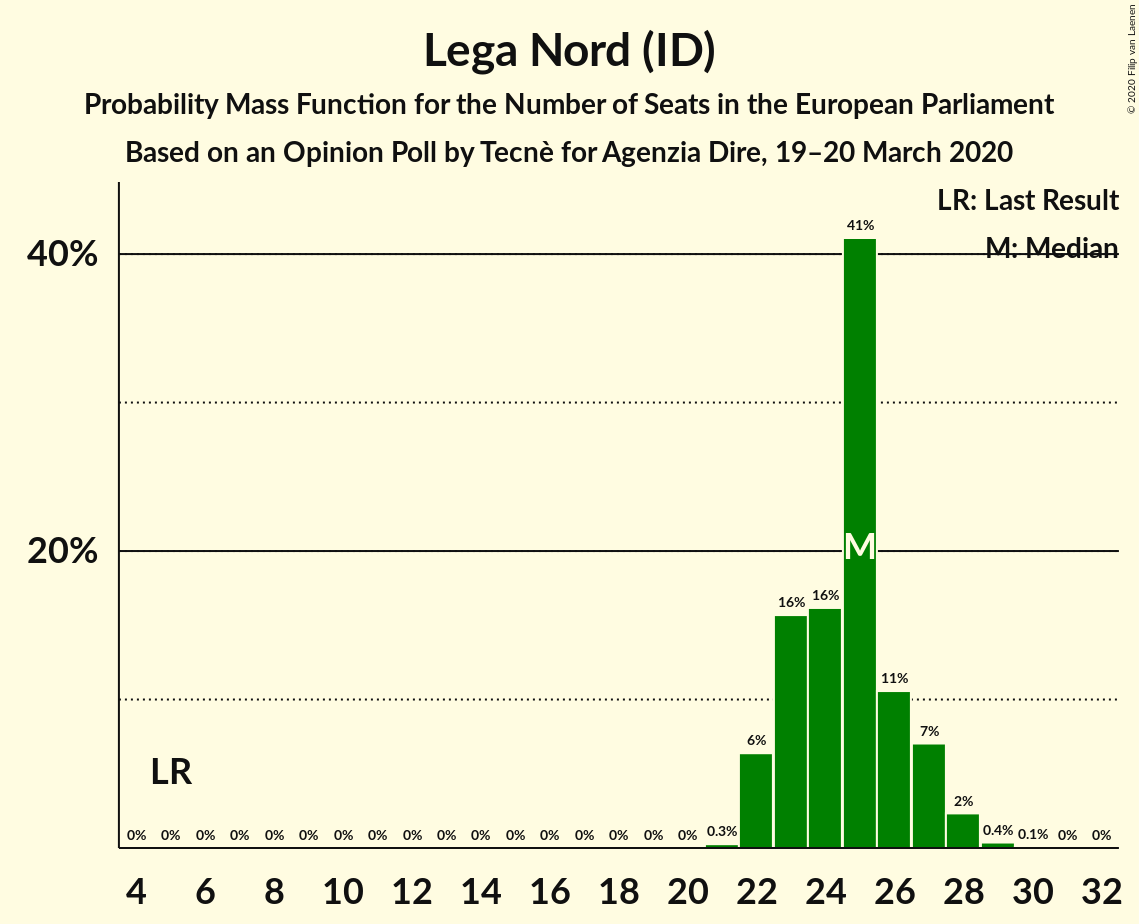 Lega Nord (ID)
Probability Mass Function for the Number of Seats in the European Parliament
Based on an Opinion Poll by Tecnè for Agenzia Dire, 19–20 March 2020
© 2020 Filip van Laenen
LR: Last Result
M: Median
40%
20%
41%
M
16% 16%
11%
6% 7%
LR
2%
0% 0% 0% 0% 0% 0% 0% 0% 0% 0% 0% 0% 0% 0% 0% 0% 0% 0.3% 0.4% 0.1% 0% 0%
4 6 8 10 12 14 16 18 20 22 24 26 28 30 32